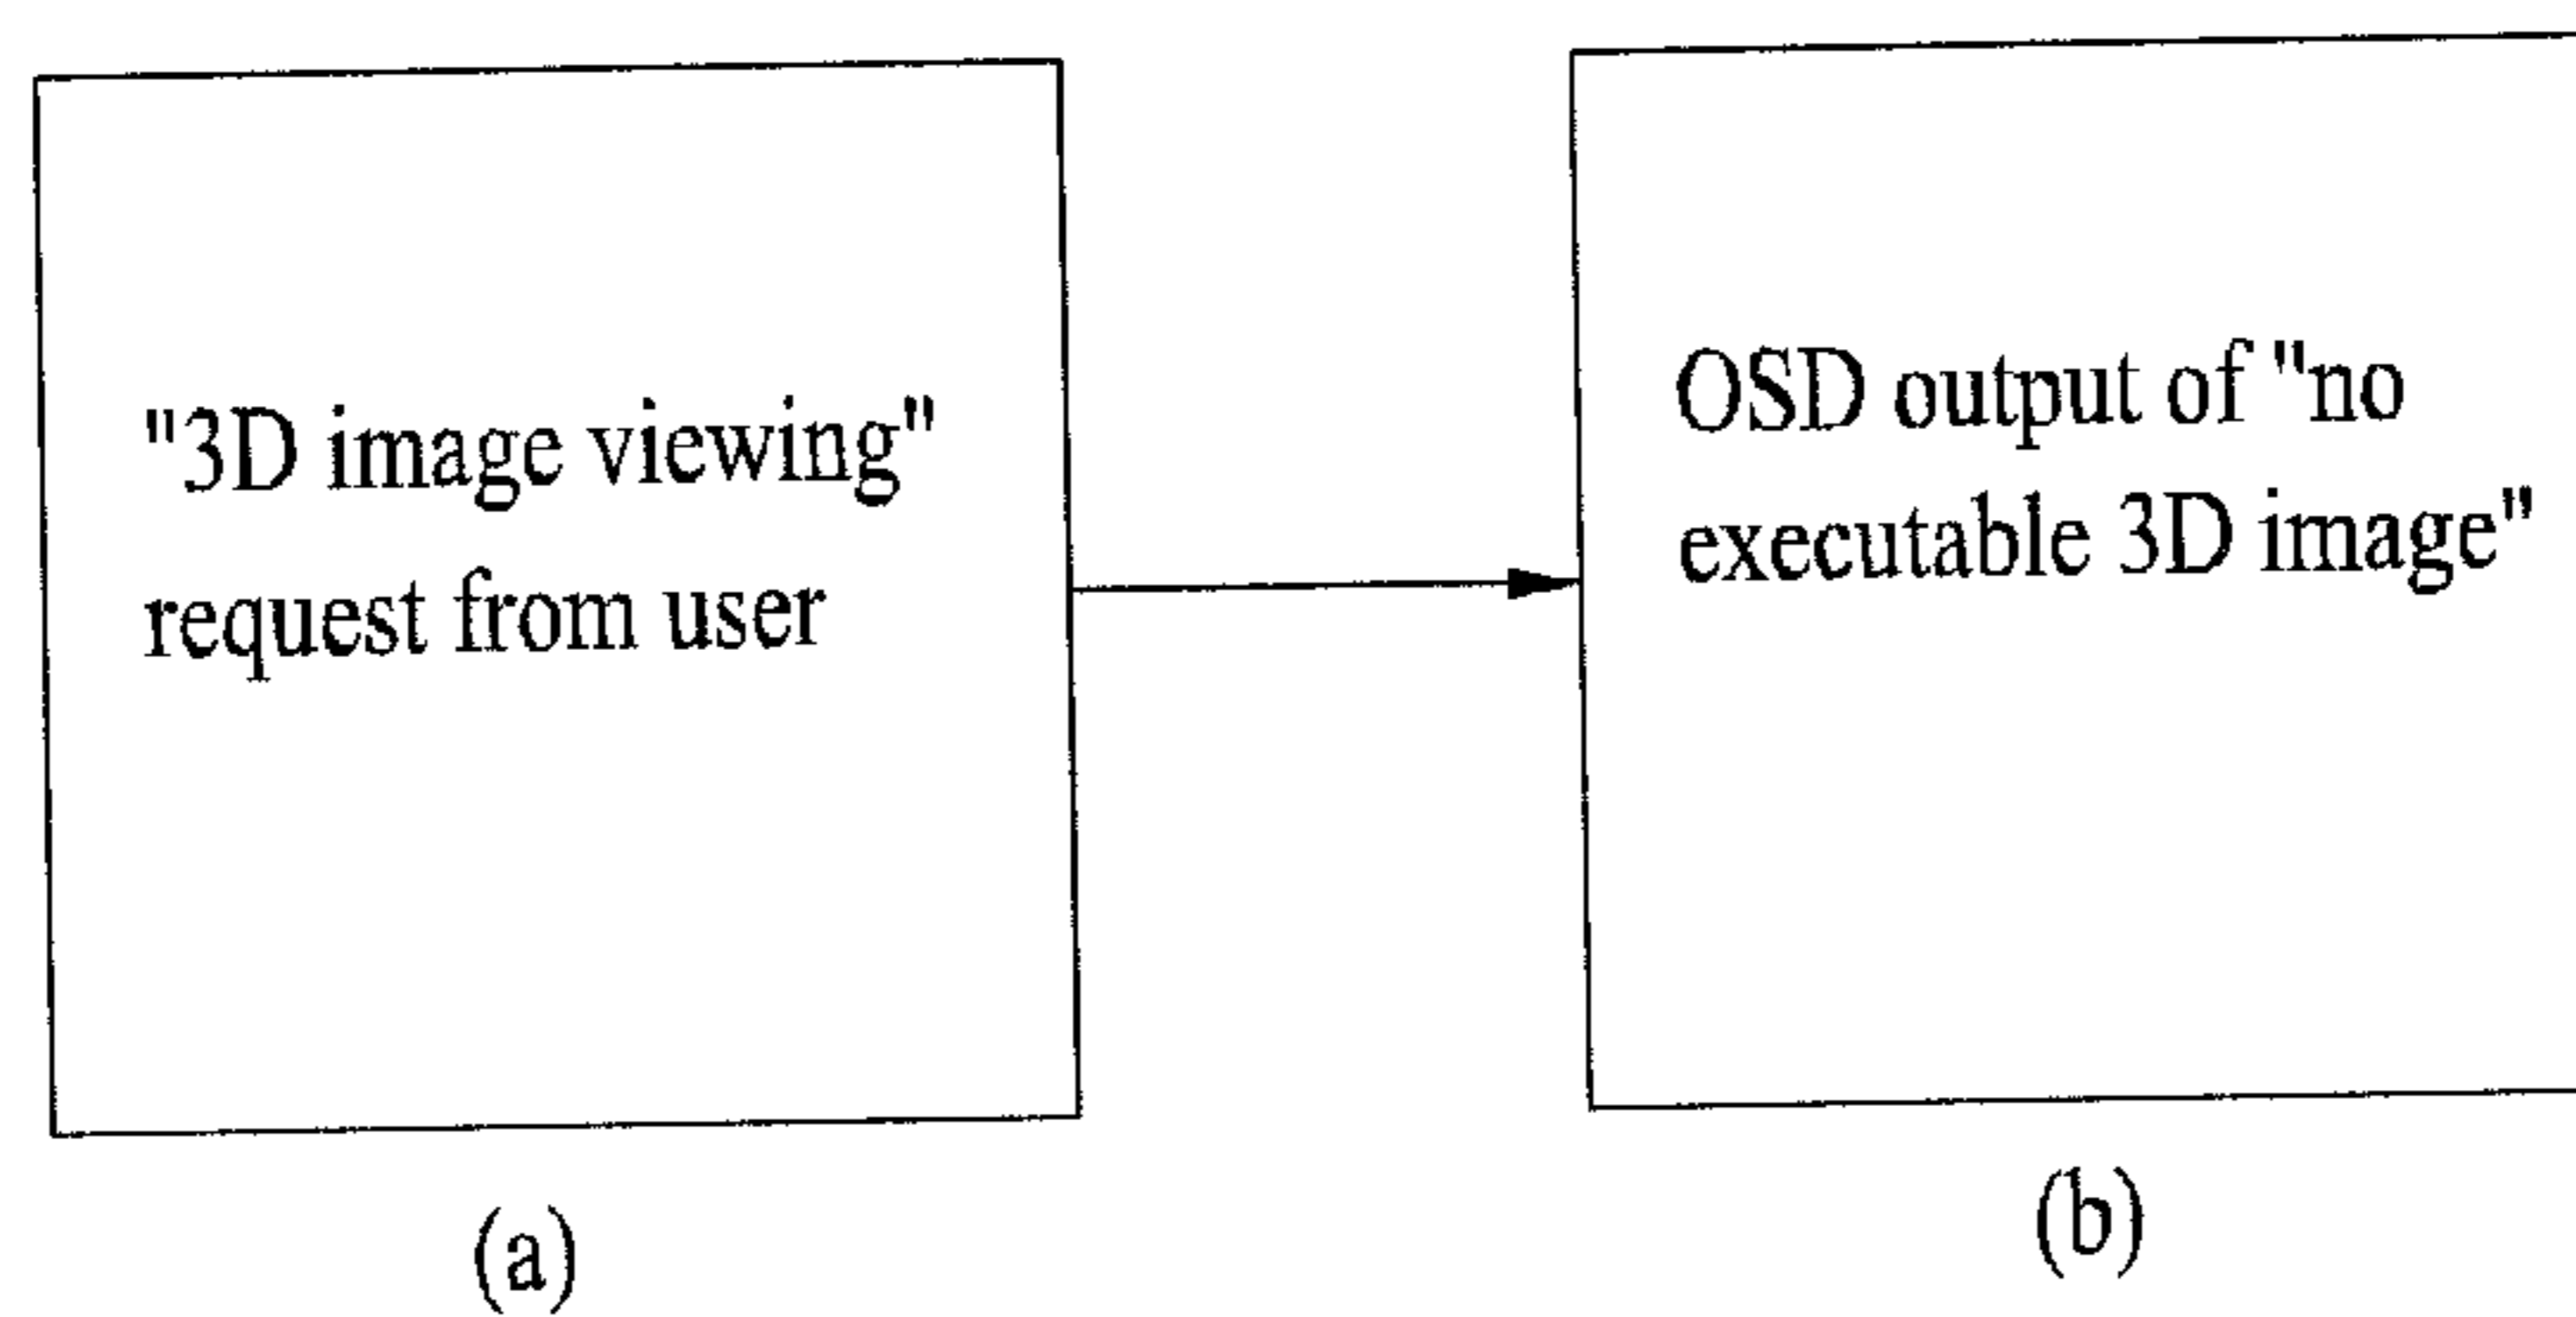 "3D image viewing"
request from user
OSD output of "no
executable 3D image"
(a)
(b)